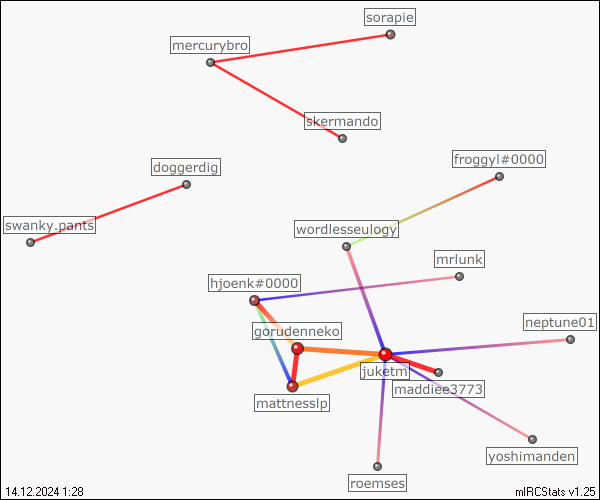 sorapie
mercurybro
skermando
froggyl#0000
doggerdig
swanky.pants
wordlesseulogy
mrlunk
hjoenk#0000
neptune01
gorudenneko
juketm
maddiee3773
mattnesslp
yoshimanden
roemses
14.12.2024 1:28
mIRCStats v1.25